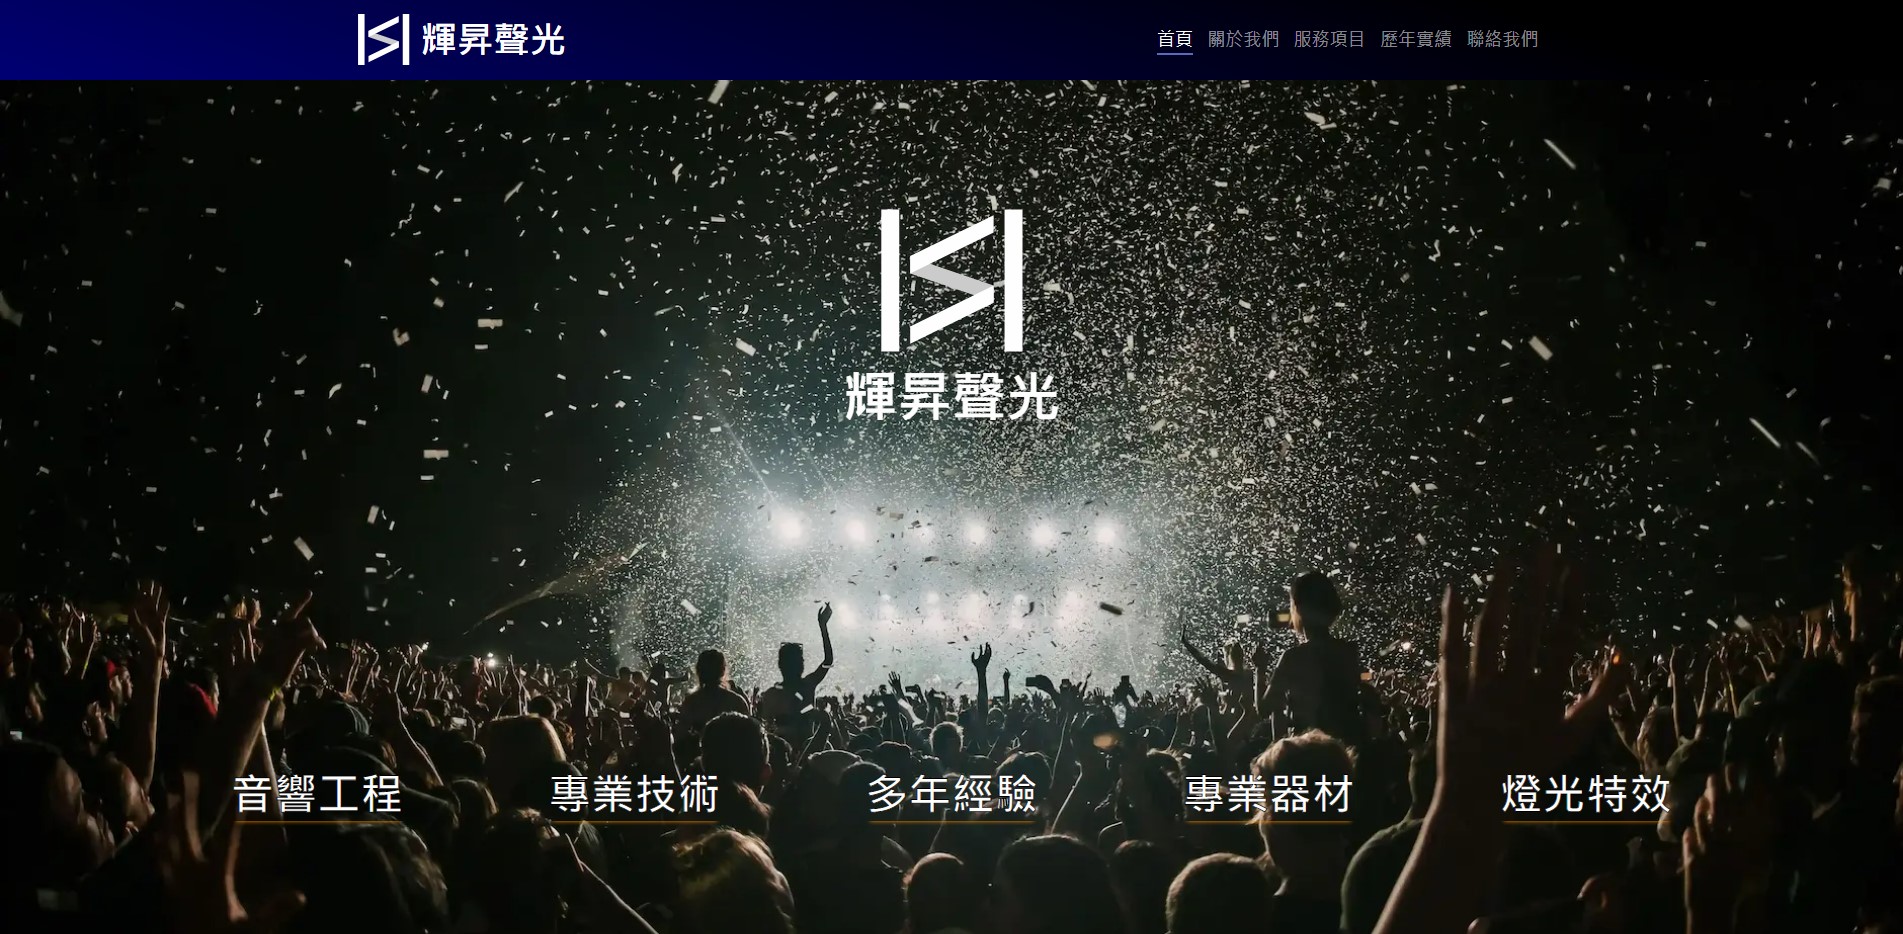 輝昇聲光
首頁 關於我們 服務項目 歷年實績 聯絡我們
輝昇聲光
音響工程 專業技術 多年經驗 專業器材 燈光特效